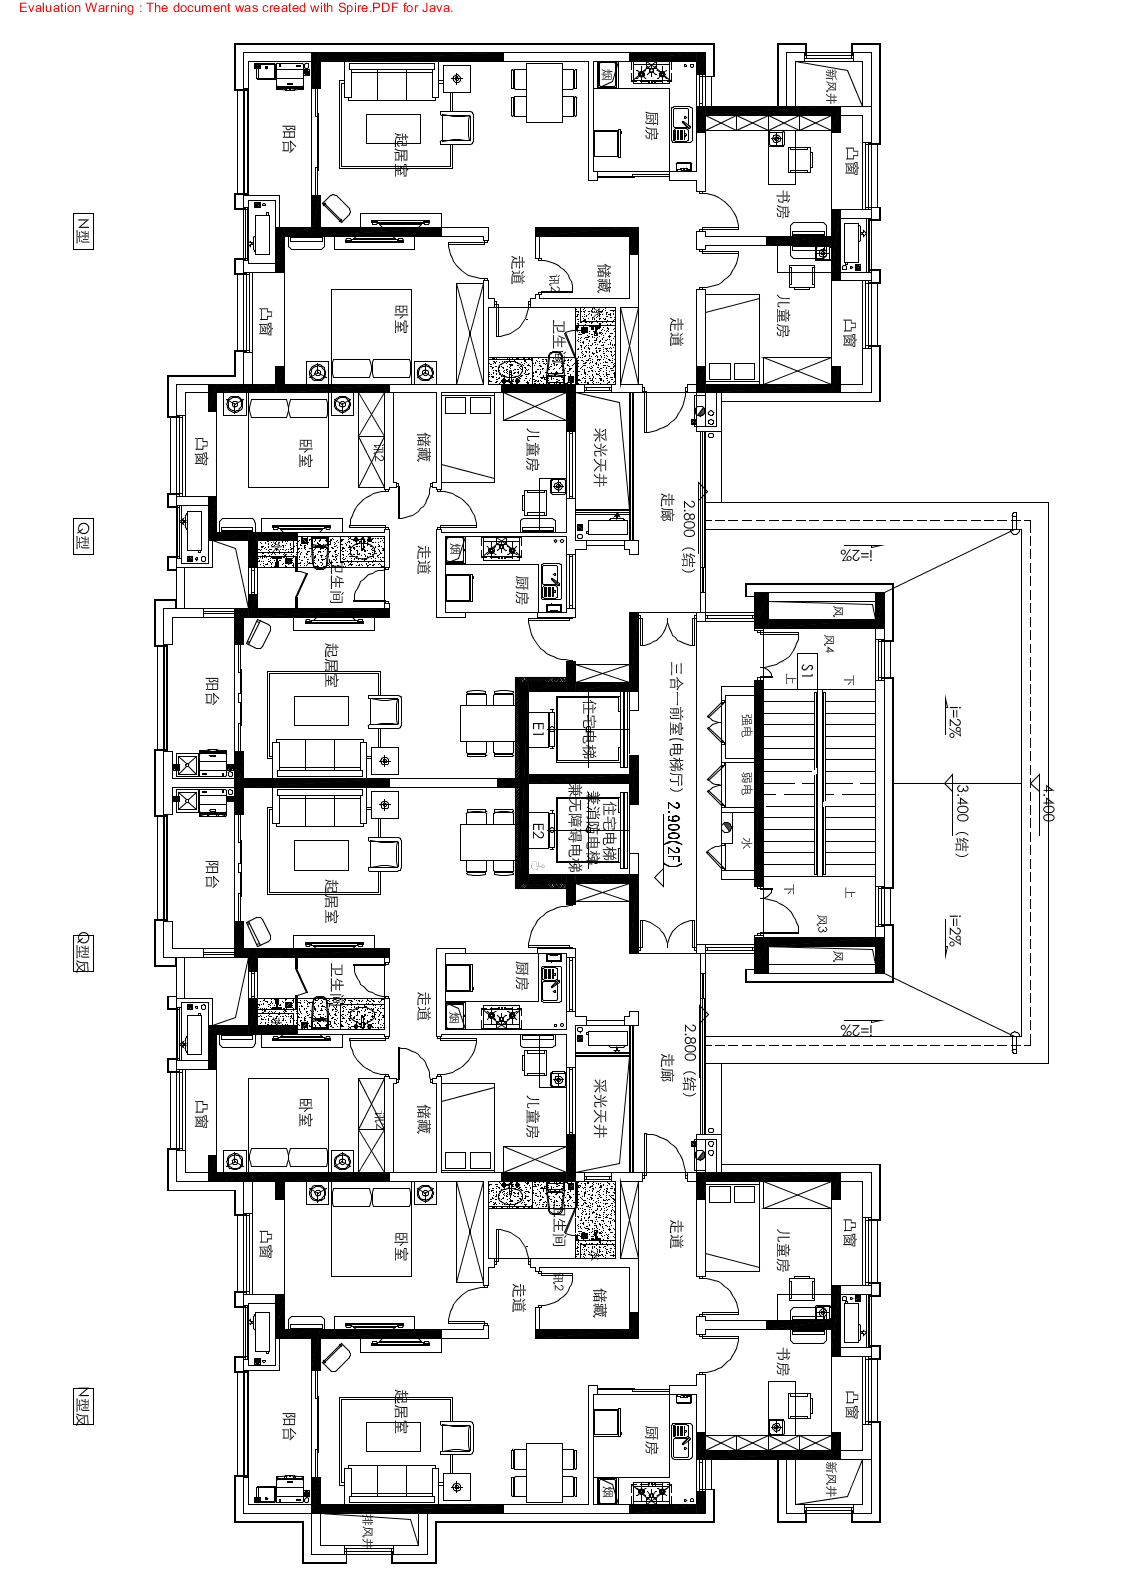 Evaluation Warning : The document was created with Spire.PDF for Java.
新风井
阳台
起居室
烟
厨房
凸窗
书房
N型
走道
讯2
储藏
凸窗
卧室
卫生间
走道
儿童房
凸窗
凸窗
卧室
讯2
储藏
儿童房
采光天井
走廊
2.800（结）
Q型
走道
烟
厨房
卫生间
i=2%
风
风4
起居室
阳台
三合一前室(电梯厅) 2.900(2F)
S1
上
下
E1
住宅电梯
强电
i=2%
弱电
3.400（结）
4.400
E2
住宅电梯
兼消防电梯
兼无障碍电梯
水
阳台
起居室
下
上
风3
i=2%
风
Q型反
卫生间
走道
厨房
烟
i=2%
2.800（结）
走廊
凸窗
卧室
讯2
储藏
儿童房
采光天井
凸窗
卧室
卫生间
走道
儿童房
凸窗
走道
讯2
储藏
书房
凸窗
N型反
阳台
起居室
厨房
烟
新风井
排风井